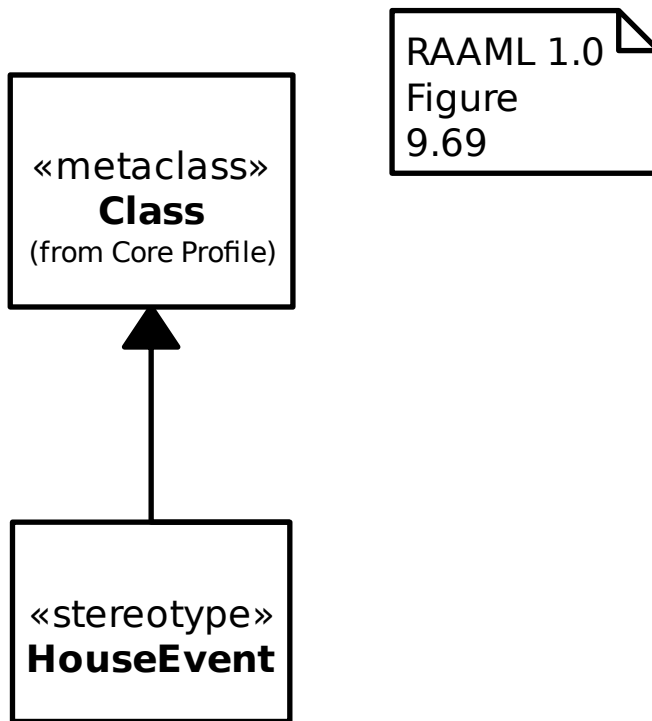 RAAML 1.0
Figure
9.69
«metaclass»
Class
(from Core Profile)
«stereotype»
HouseEvent